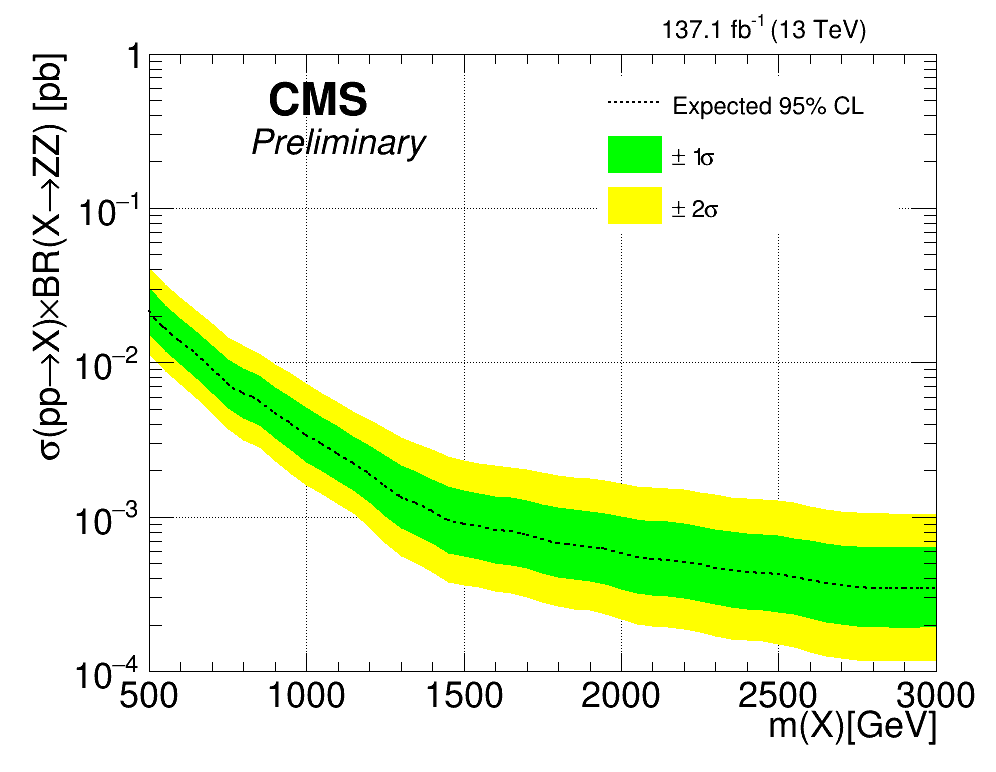 137.1 fb⁻¹ (13 TeV)
σ(pp→X)×BR(X→ZZ) [pb]
CMS
Preliminary
Expected 95% CL
± 1σ
± 2σ
1
10⁻¹
10⁻²
10⁻³
10⁻⁴
500 1000 1500 2000 2500 3000
m(X)[GeV]